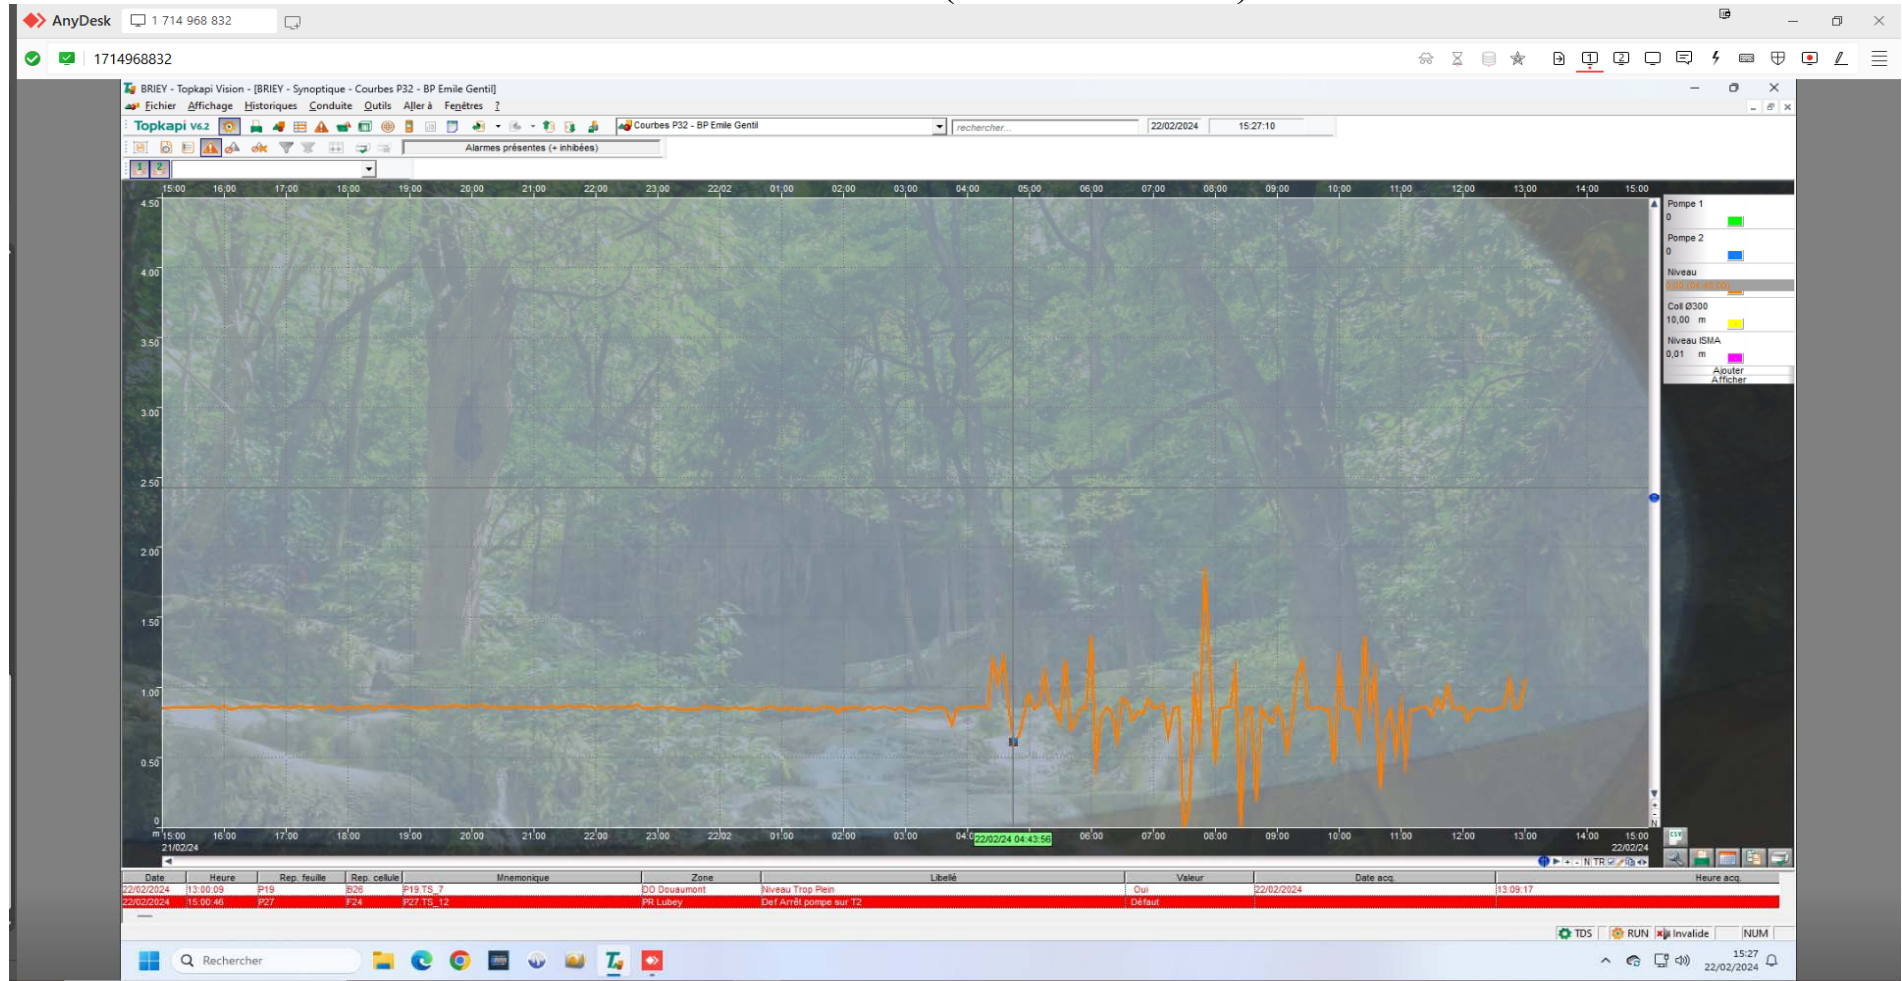 AnyDesk 1 714 968 832
1714968832
BRIEY - Topkapi Vision - [BRIEY - Synoptique - Courbes P32 - BP Emile Gentil]
Fichier Affichage Historiques Conduite Outils Aller à Fenêtres ?
Topkapi V6.2 Courbes P32 - BP Emile Gentil rechercher... 22/02/2024 15:27:10
Alarmes présentes (+ inhibées)
1 2
15:00 16:00 17:00 18:00 19:00 20:00 21:00 22:00 23:00 22/02 01:00 02:00 03:00 04:00 05:00 06:00 07:00 08:00 09:00 10:00 11:00 12:00 13:00 14:00 15:00
4.50
4.00
3.50
3.00
2.50
2.00
1.50
1.00
0.50
0
m
Pompe 1
0
Pompe 2
0
Niveau
Coll Ø300
10,00 m
Niveau ISMA
0,01 m
Ajouter
Afficher
15:00 16:00 17:00 18:00 19:00 20:00 21:00 22:00 23:00 22/02 01:00 02:00 03:00 04:0 22/02/24 04:43:56 06:00 07:00 08:00 09:00 10:00 11:00 12:00 13:00 14:00 15:00
21/02/24 22/02/24
N TR
CSV
Date Heure Rep. feuille Rep. cellule Mnemonique Zone Libellé Valeur Date acq. Heure acq.
22/02/2024 13:00:09 P19 B26 P19.TS_7 DO Douaumont Niveau Trop Plein Oui 22/02/2024 13:09:17
22/02/2024 15:00:46 P27 F24 P27.TS_12 PR Lubey Def Arrêt pompe sur T2 Défaut
TDS RUN Invalide NUM
Rechercher
15:27
22/02/2024